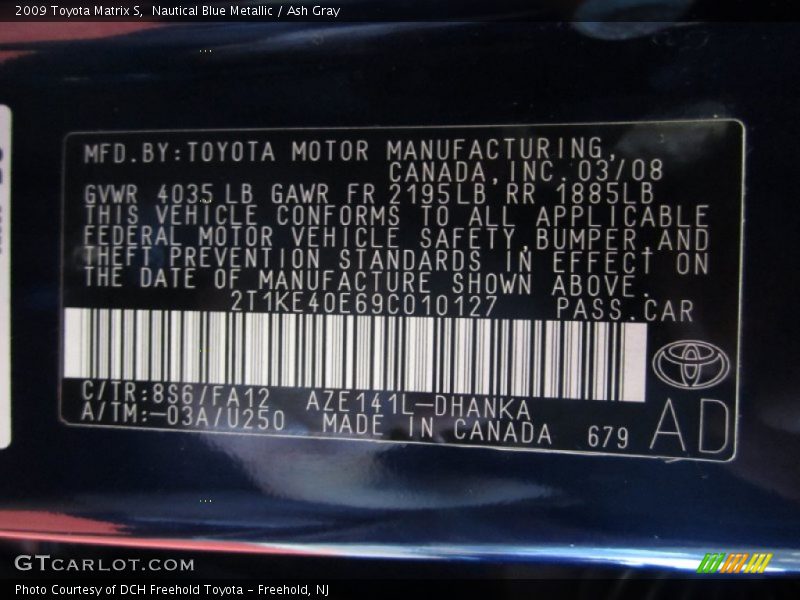 2009 Toyota Matrix S,  Nautical Blue Metallic / Ash Gray
MFD.BY:TOYOTA MOTOR MANUFACTURING,
CANADA,INC.03/08
GVWR 4035LB GAWR FR 2195LB RR 1885LB
THIS VEHICLE CONFORMS TO ALL APPLICABLE
FEDERAL MOTOR VEHICLE SAFETY,BUMPER,AND
THEFT PREVENTION STANDARDS IN EFFECT ON
THE DATE OF MANUFACTURE SHOWN ABOVE.
2T1KE40E69C010127 PASS.CAR
C/TR:8S6/FA12 AZE141L-DHANKA
A/TM:-03A/U250 MADE IN CANADA 679 AD
GTCARLOT.COM
Photo Courtesy of DCH Freehold Toyota - Freehold, NJ